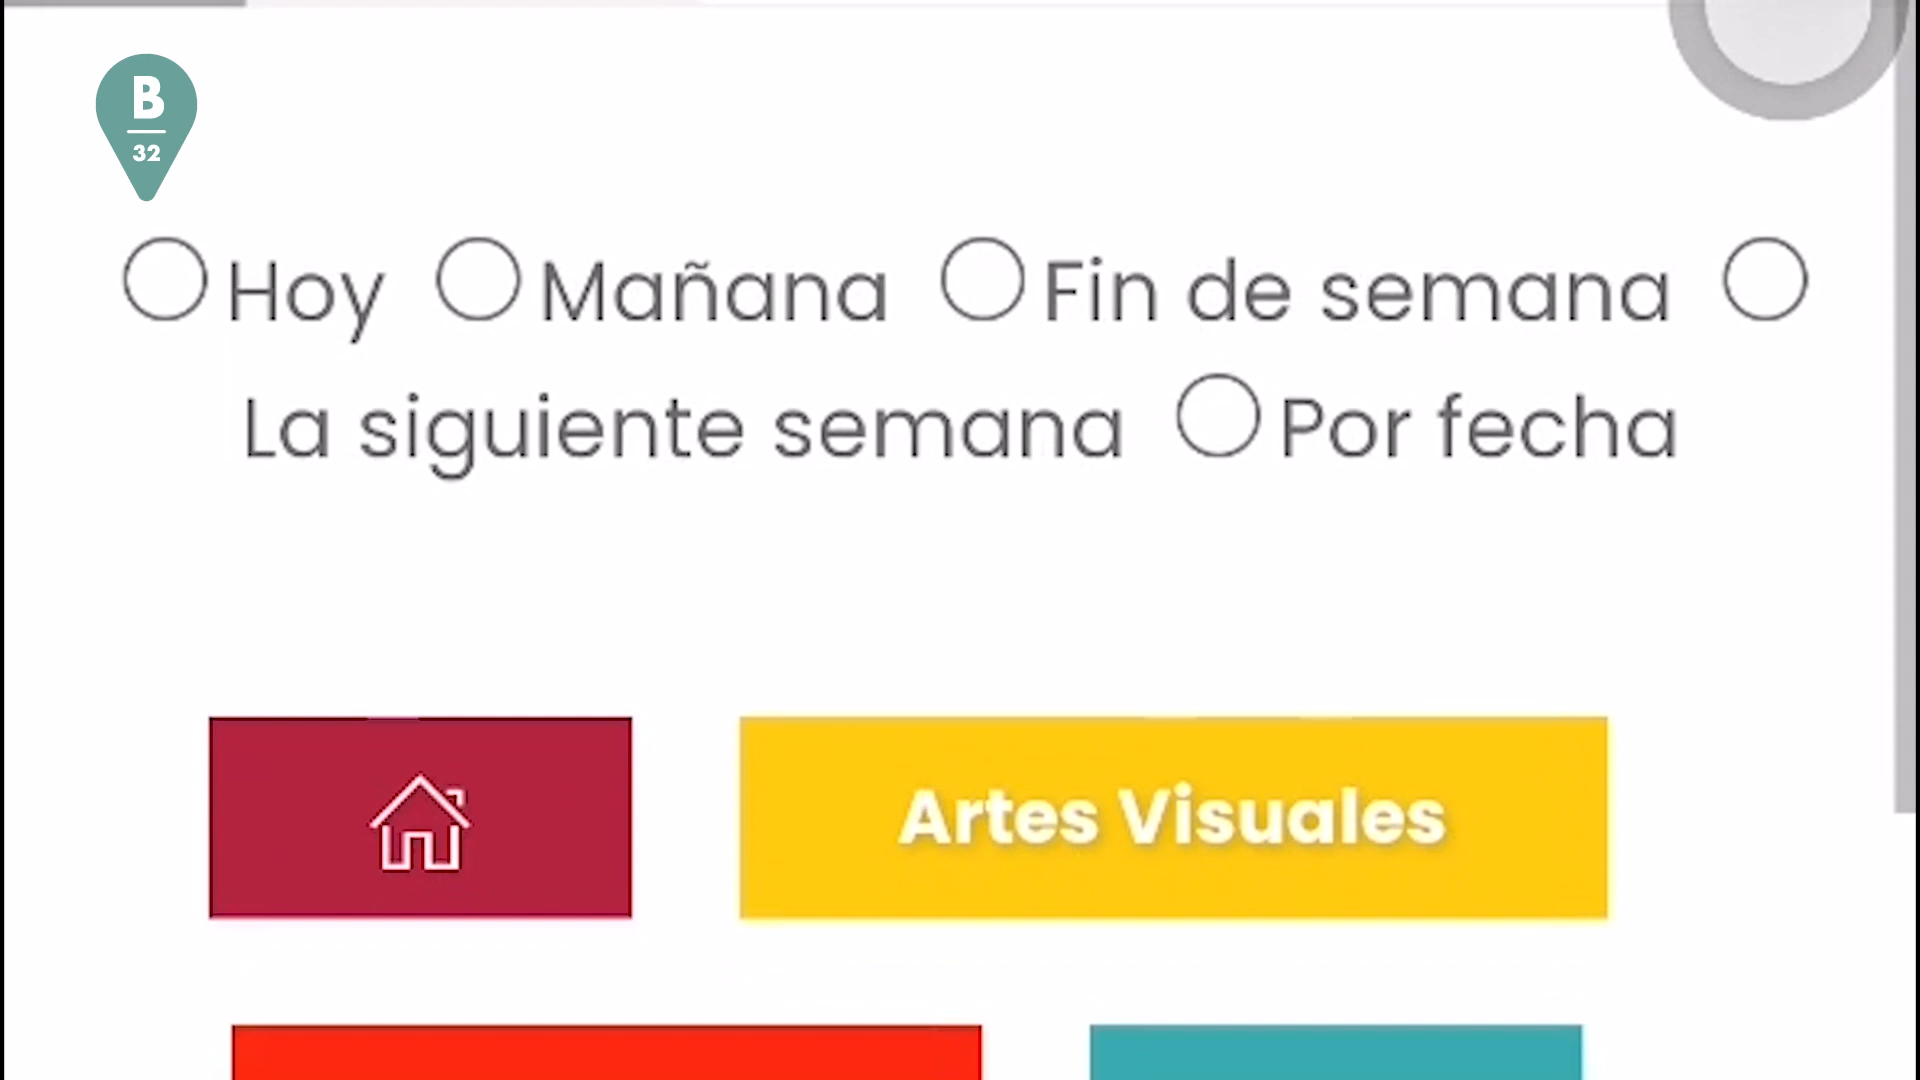 B
32
Hoy Mañana Fin de semana
La siguiente semana Por fecha
Artes Visuales